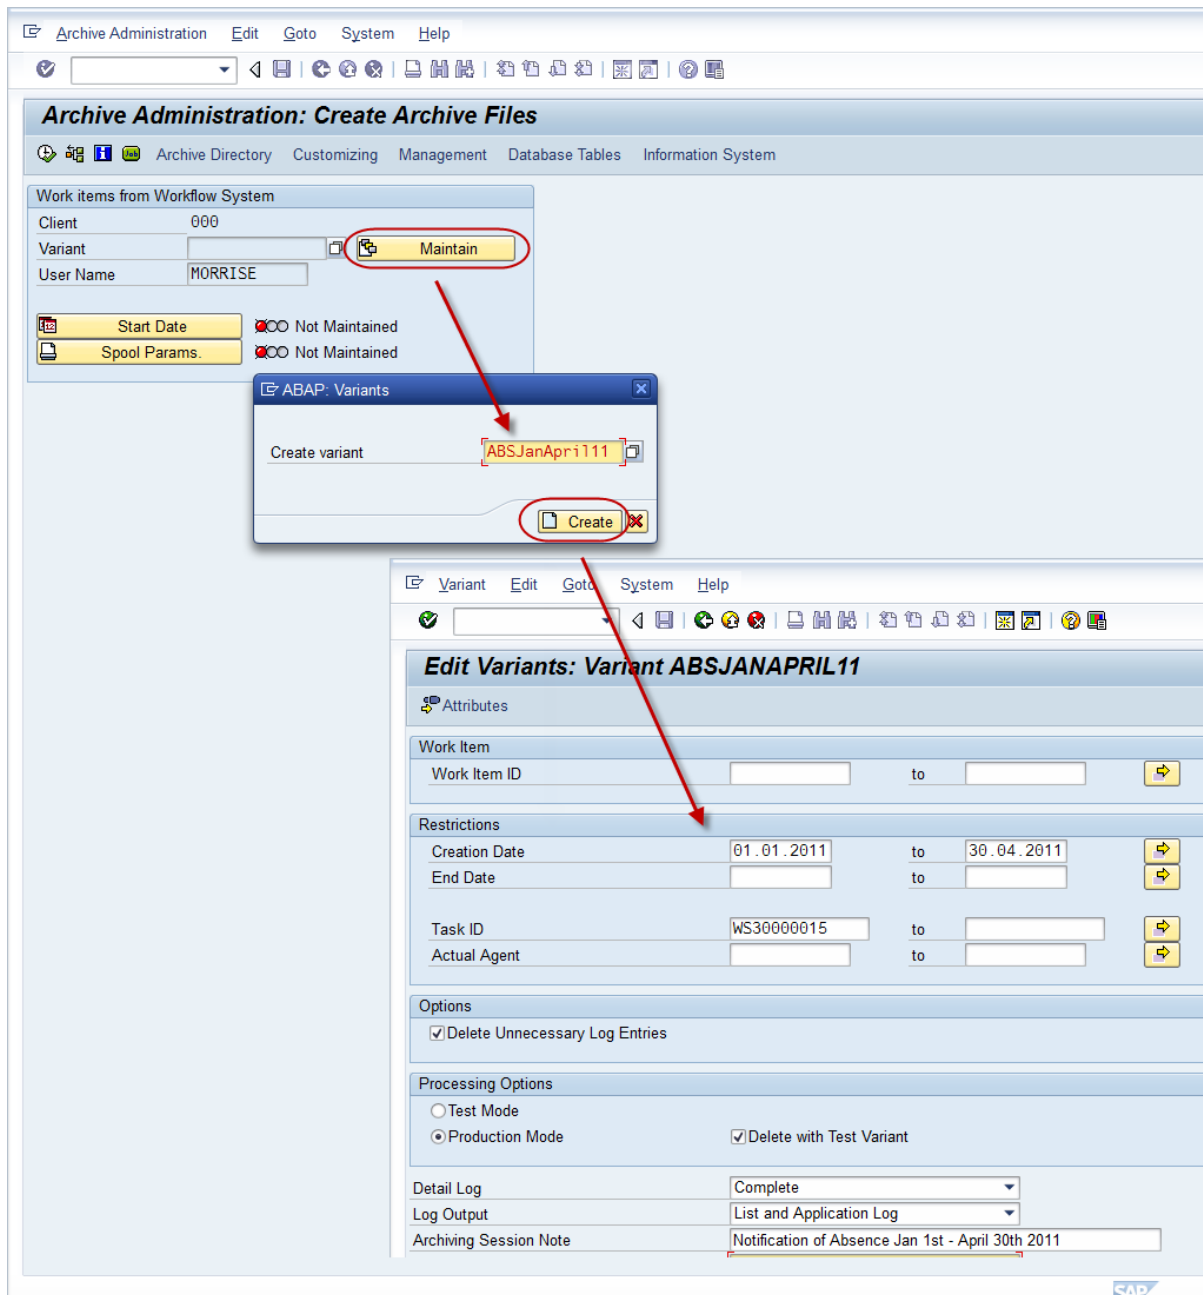 Archive Administration Edit Goto System Help
Archive Administration: Create Archive Files
Job Archive Directory Customizing Management Database Tables Information System
Work items from Workflow System
Client 000
Variant Maintain
User Name MORRISE
Start Date Not Maintained
Spool Params. Not Maintained
ABAP: Variants
Create variant ABSJanApril11
Create
Variant Edit Goto System Help
Edit Variants: Variant ABSJANAPRIL11
Attributes
Work Item
Work Item ID to
Restrictions
Creation Date 01.01.2011 to 30.04.2011
End Date to
Task ID WS30000015 to
Actual Agent to
Options
Delete Unnecessary Log Entries
Processing Options
Test Mode
Production Mode Delete with Test Variant
Detail Log Complete
Log Output List and Application Log
Archiving Session Note Notification of Absence Jan 1st - April 30th 2011
SAP